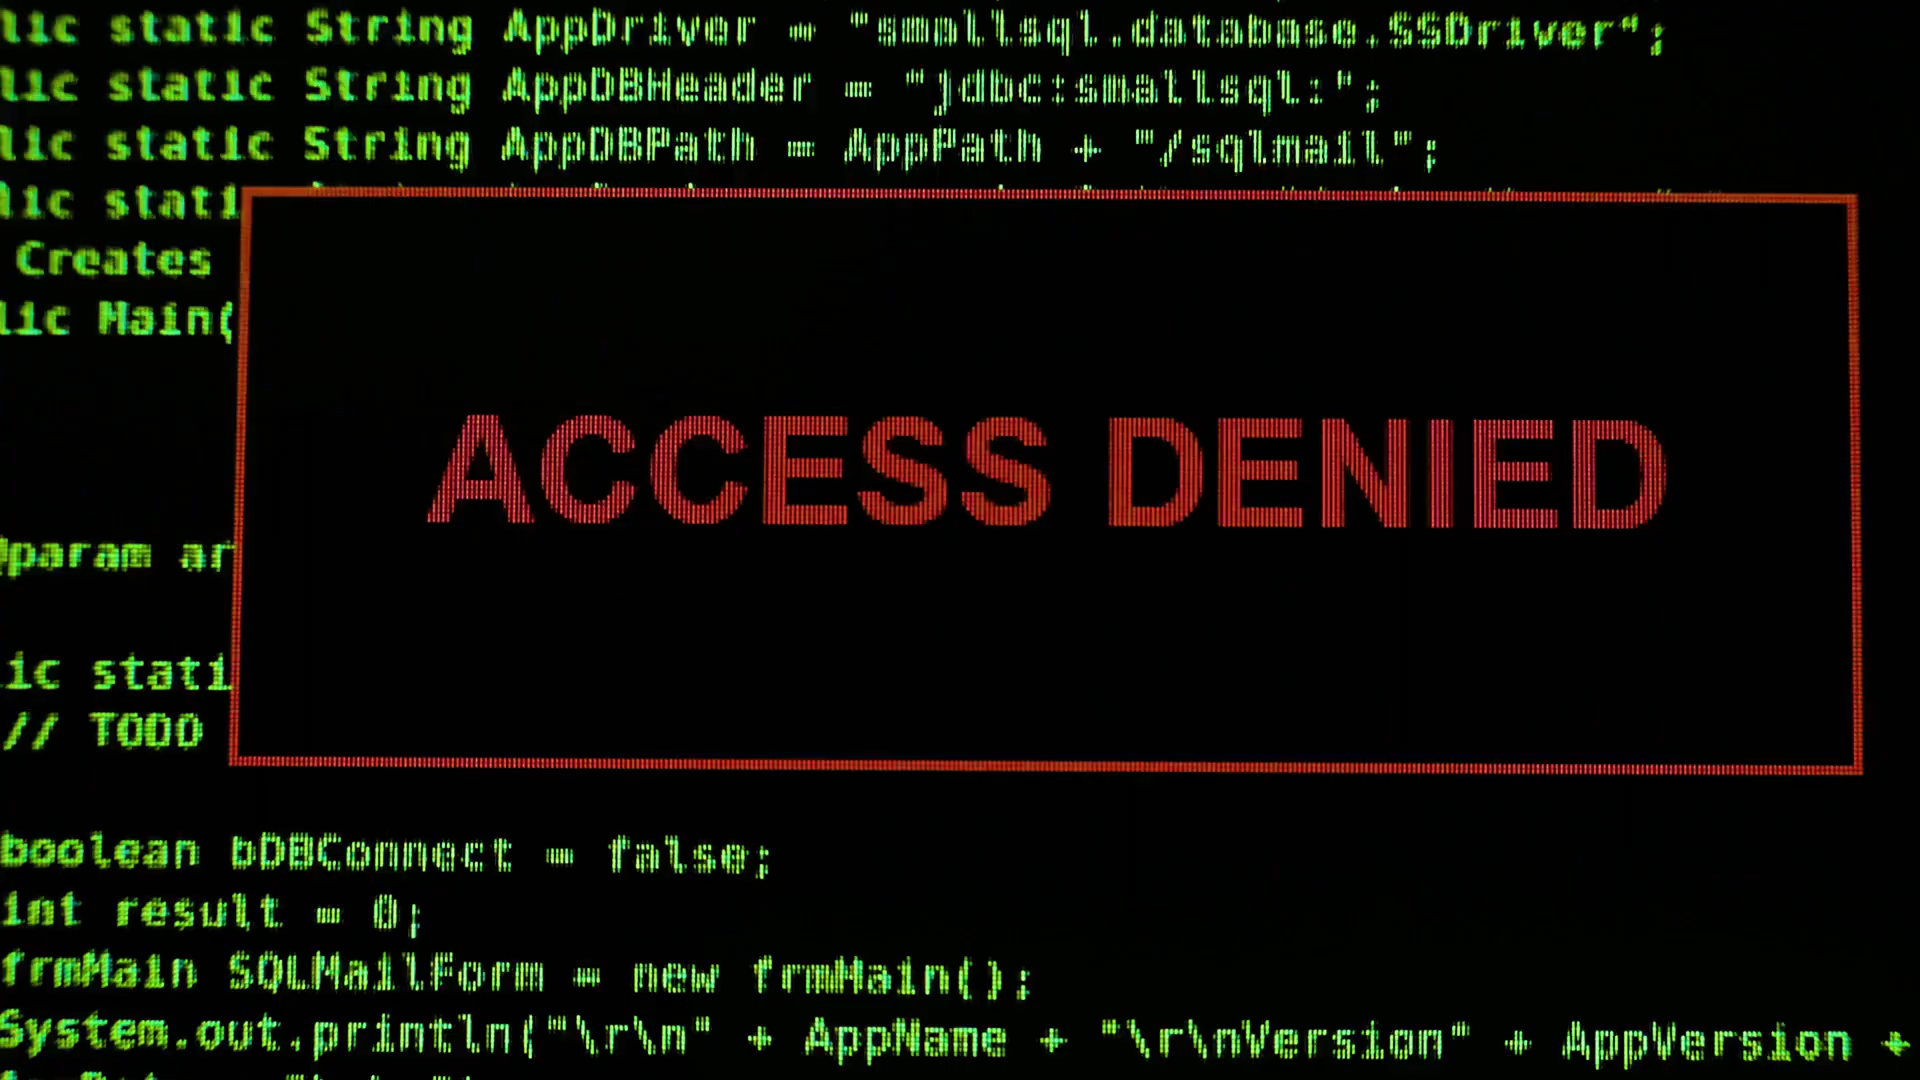 lic static String AppDriver = "smallsql.database.SSDriver";
lic static String AppDBHeader = "jdbc:smallsql:";
lic static String AppDBPath = AppPath + "/sqlmail";
lic stati
Creates
lic Main(
ACCESS DENIED
@param ar
ic stati
// TODO
boolean bDBConnect = false;
int result = 0;
frmMain SQLMailForm = new frmMain();
System.out.println("\r\n" + AppName + "\r\nVersion" + AppVersion +